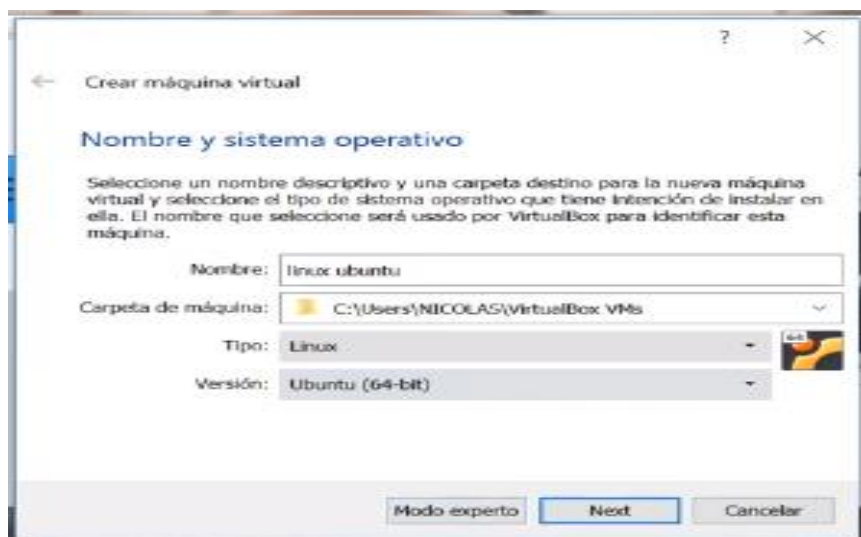 ?
Crear máquina virtual
Nombre y sistema operativo
Seleccione un nombre descriptivo y una carpeta destino para la nueva máquina
virtual y seleccione el tipo de sistema operativo que tiene intención de instalar en
ella. El nombre que seleccione será usado por VirtualBox para identificar esta
máquina.
Nombre: linux ubuntu
Carpeta de máquina: C:\Users\NICOLAS\VirtualBox VMs
Tipo: Linux
64
Versión: Ubuntu (64-bit)
Modo experto Next Cancelar